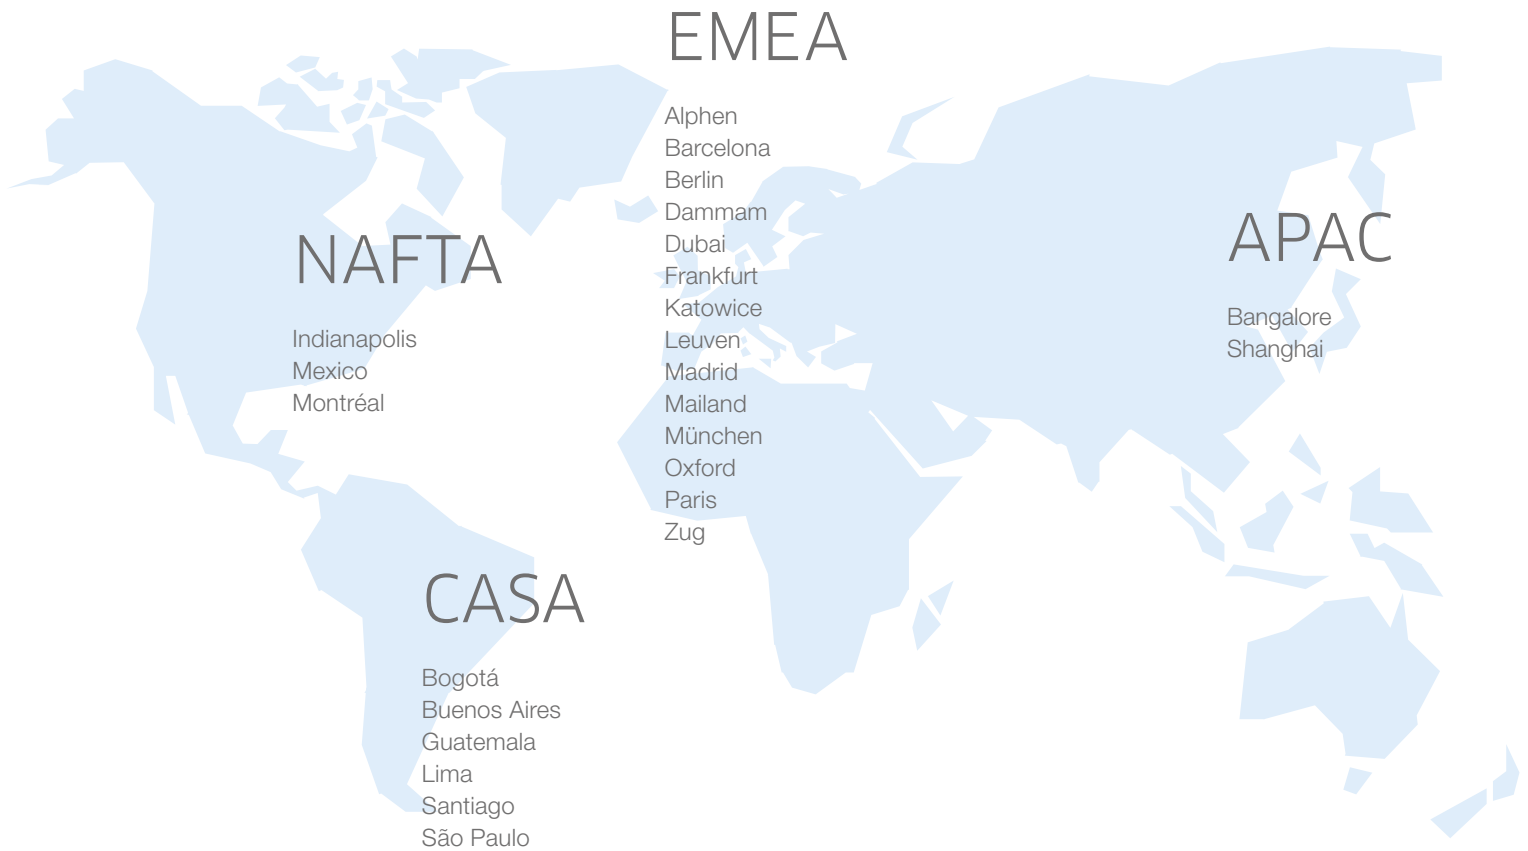 EMEA
Alphen
Barcelona
Berlin
Dammam
Dubai
Frankfurt
Katowice
Leuven
Madrid
Mailand
München
Oxford
Paris
Zug
NAFTA
Indianapolis
Mexico
Montréal
APAC
Bangalore
Shanghai
CASA
Bogotá
Buenos Aires
Guatemala
Lima
Santiago
São Paulo